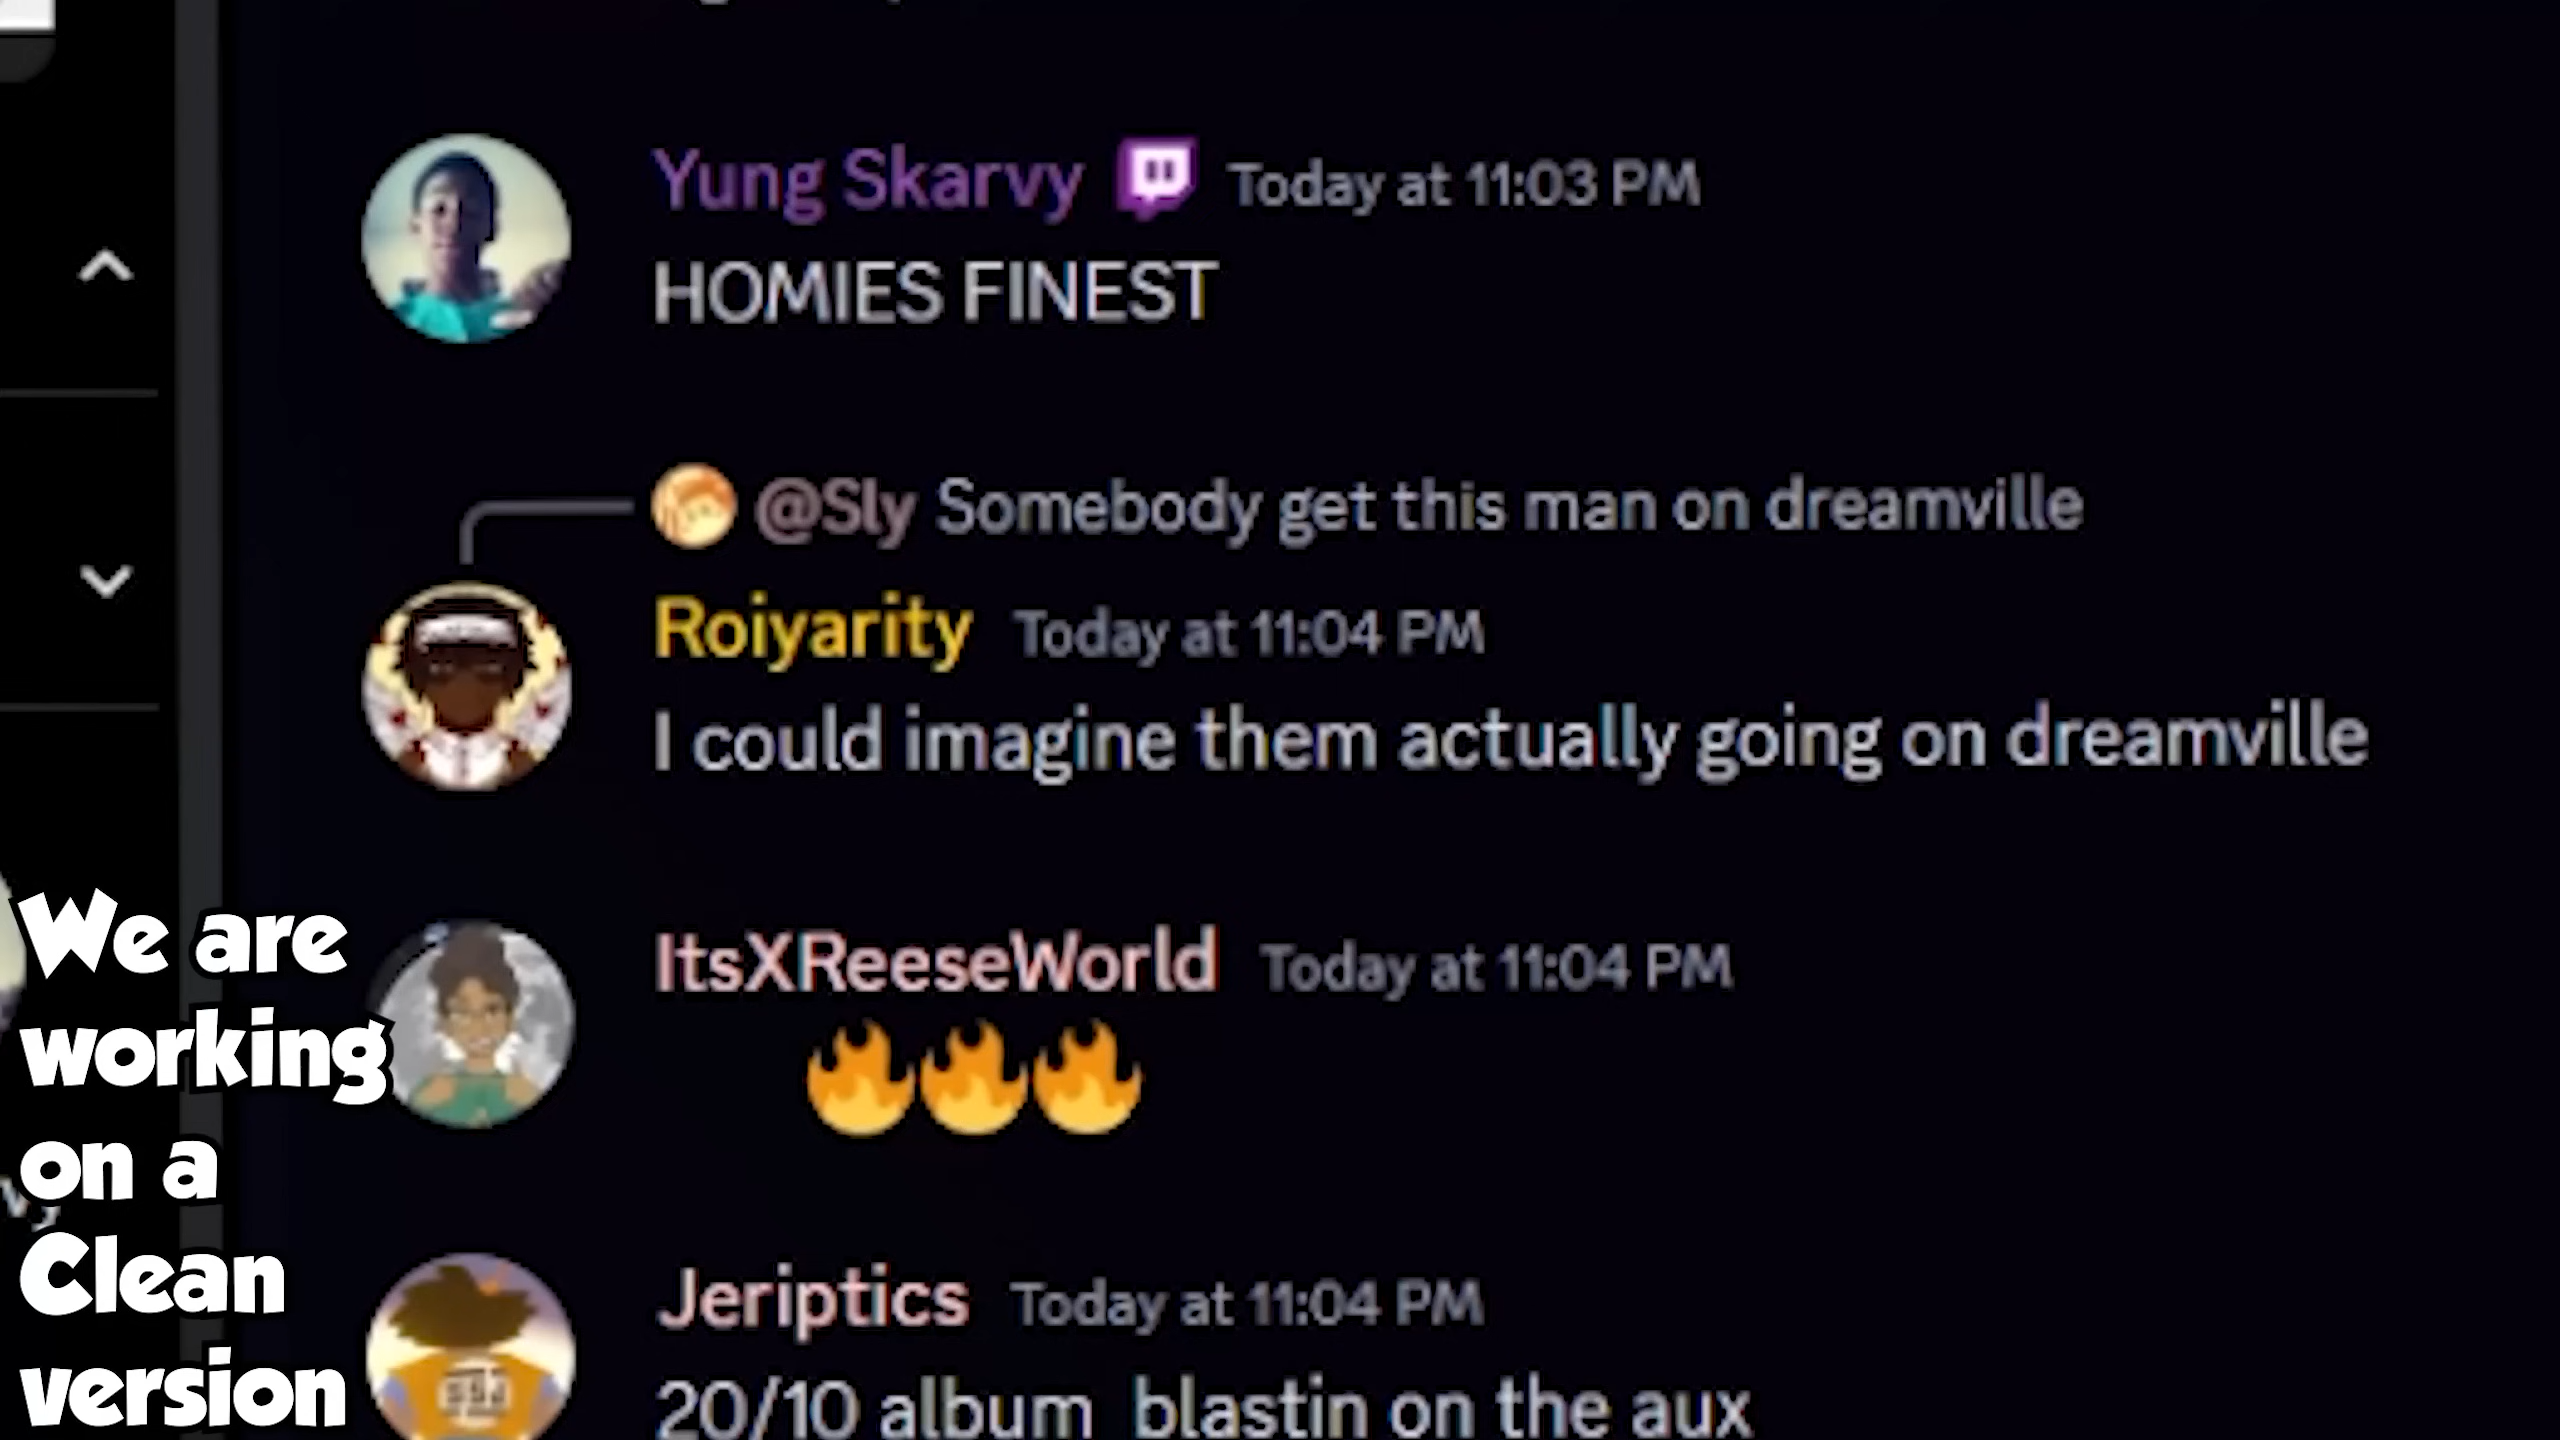 Yung Skarvy Today at 11:03 PM
HOMIES FINEST
@Sly Somebody get this man on dreamville
Roiyarity Today at 11:04 PM
I could imagine them actually going on dreamville
ItsXReeseWorld Today at 11:04 PM
🔥🔥🔥
Jeriptics Today at 11:04 PM
20/10 album blastin on the aux
We are
working
on a
Clean
version